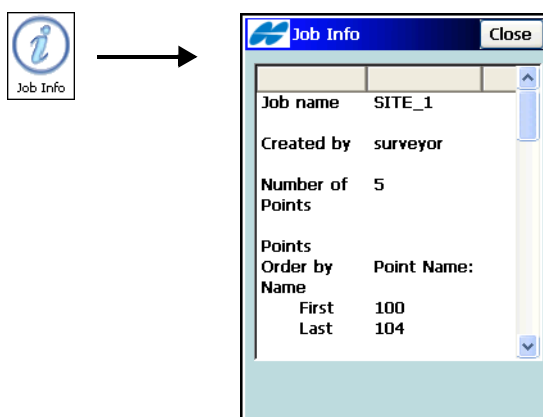 Job Info
Job Info
Close
Job name SITE_1
Created by surveyor
Number of 5
Points
Points
Order by Point Name:
Name
First 100
Last 104